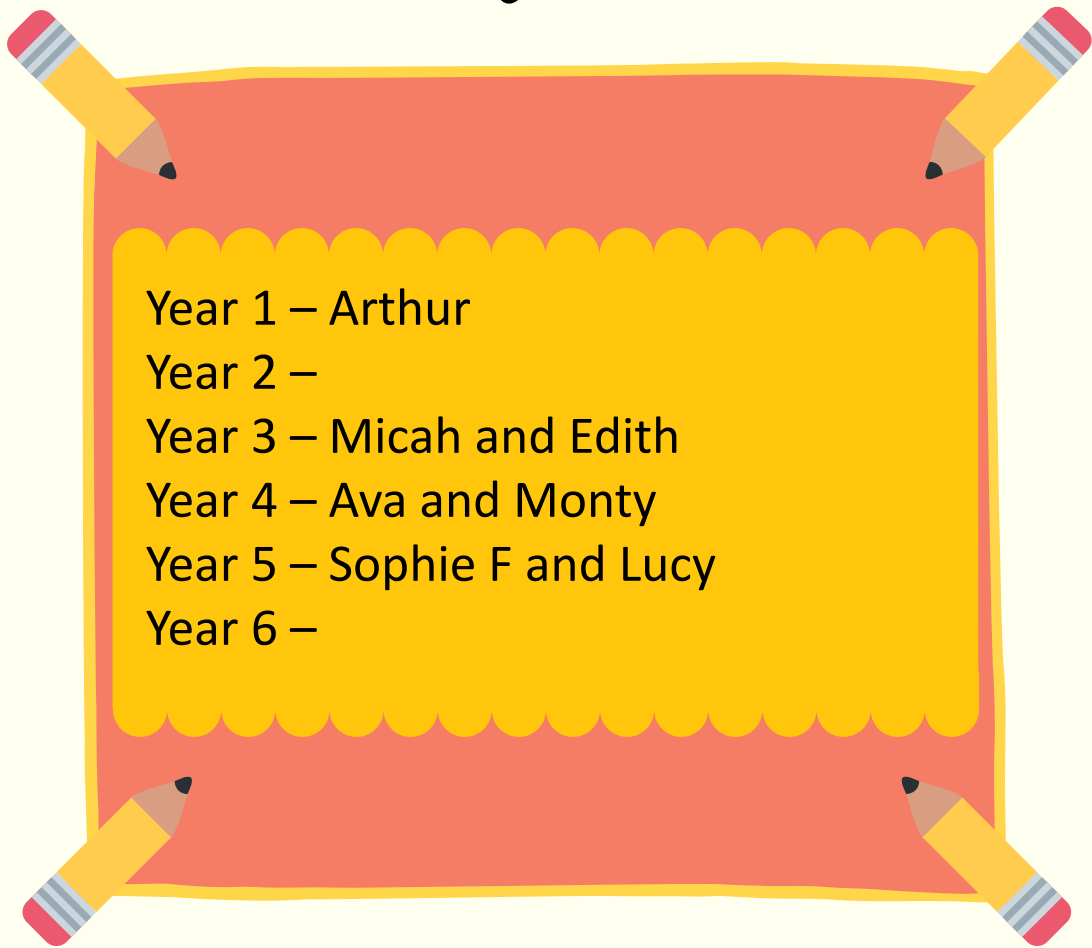 Year 1 – Arthur
Year 2 –
Year 3 – Micah and Edith
Year 4 – Ava and Monty
Year 5 – Sophie F and Lucy
Year 6 –